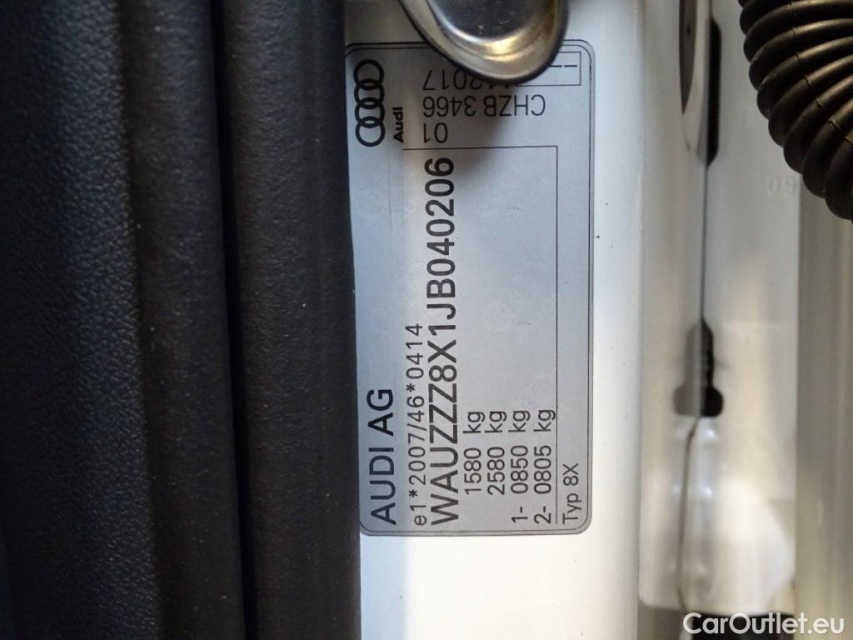 AUDI AG
e1*2007/46*0414
WAUZZZ8X1JB040206
1580 kg
2580 kg
1- 0850 kg
2- 0805 kg
Typ 8X
Audi
01
CHZB 3466
2017
CarOutlet.eu